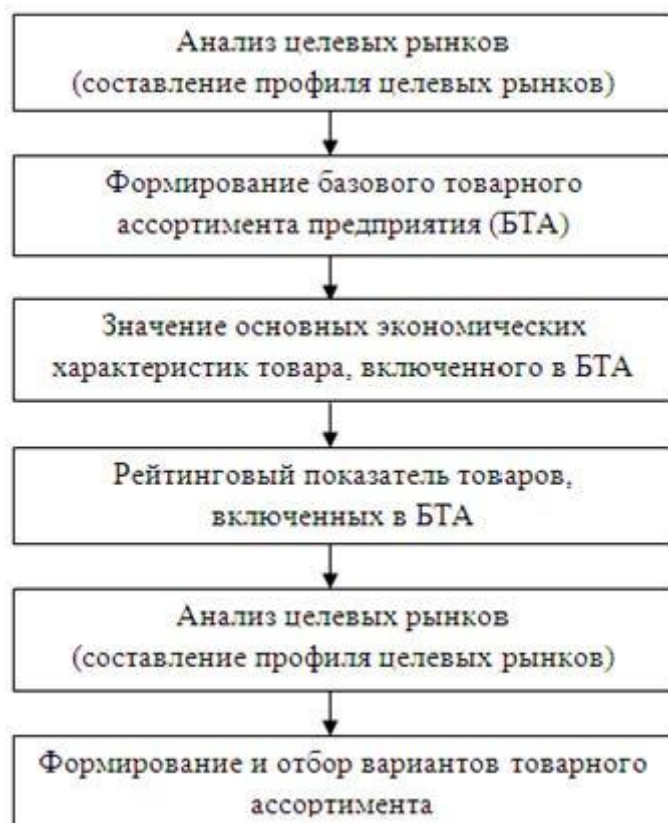 Анализ целевых рынков
(составление профиля целевых рынков)
Формирование базового товарного
ассортимента предприятия (БТА)
Значение основных экономических
характеристик товара, включенного в БТА
Рейтинговый показатель товаров,
включенных в БТА
Анализ целевых рынков
(составление профиля целевых рынков)
Формирование и отбор вариантов товарного
ассортимента